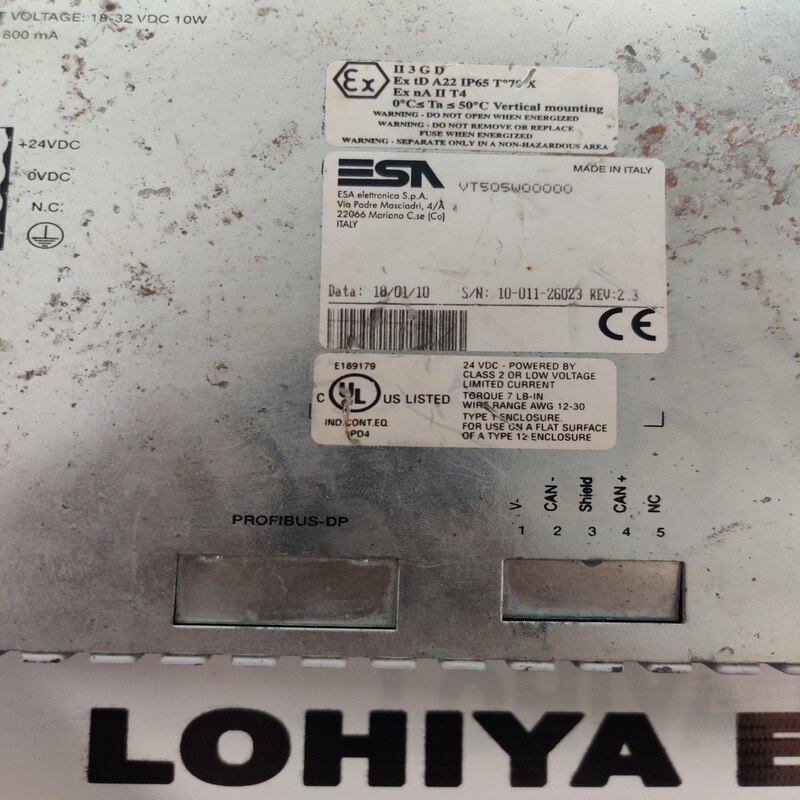 T VOLTAGE: 18-32 VDC 10W
800 mA
+24VDC
0VDC
N.C.
Ex
II 3 G D
Ex tD A22 IP65
Ex nA II T4
0°C≤ Ta ≤ 50°C Vertical mounting
WARNING - DO NOT OPEN WHEN ENERGIZED
WARNING - DO NOT REMOVE OR REPLACE
FUSE WHEN ENERGIZED
WARNING - SEPARATE ONLY IN A NON-HAZARDOUS AREA
ESA
VT505W00000
MADE IN ITALY
ESA elettronica S.p.A.
Via Padre Masciadri, 4/A
22066 Mariano C.se (Co)
ITALY
Data: 18/01/10 S/N: 10-011-26023 REV:2.3
CE
E189179
C UL US LISTED
IND.CONT.EQ.
PD4
24 VDC - POWERED BY
CLASS 2 OR LOW VOLTAGE
LIMITED CURRENT
TORQUE 7 LB-IN
WIRE RANGE AWG 12-30
TYPE 1 ENCLOSURE.
FOR USE ON A FLAT SURFACE
OF A TYPE 12 ENCLOSURE
PROFIBUS-DP
V- CAN - Shield CAN + NC
1 2 3 4 5
LOHIYA E